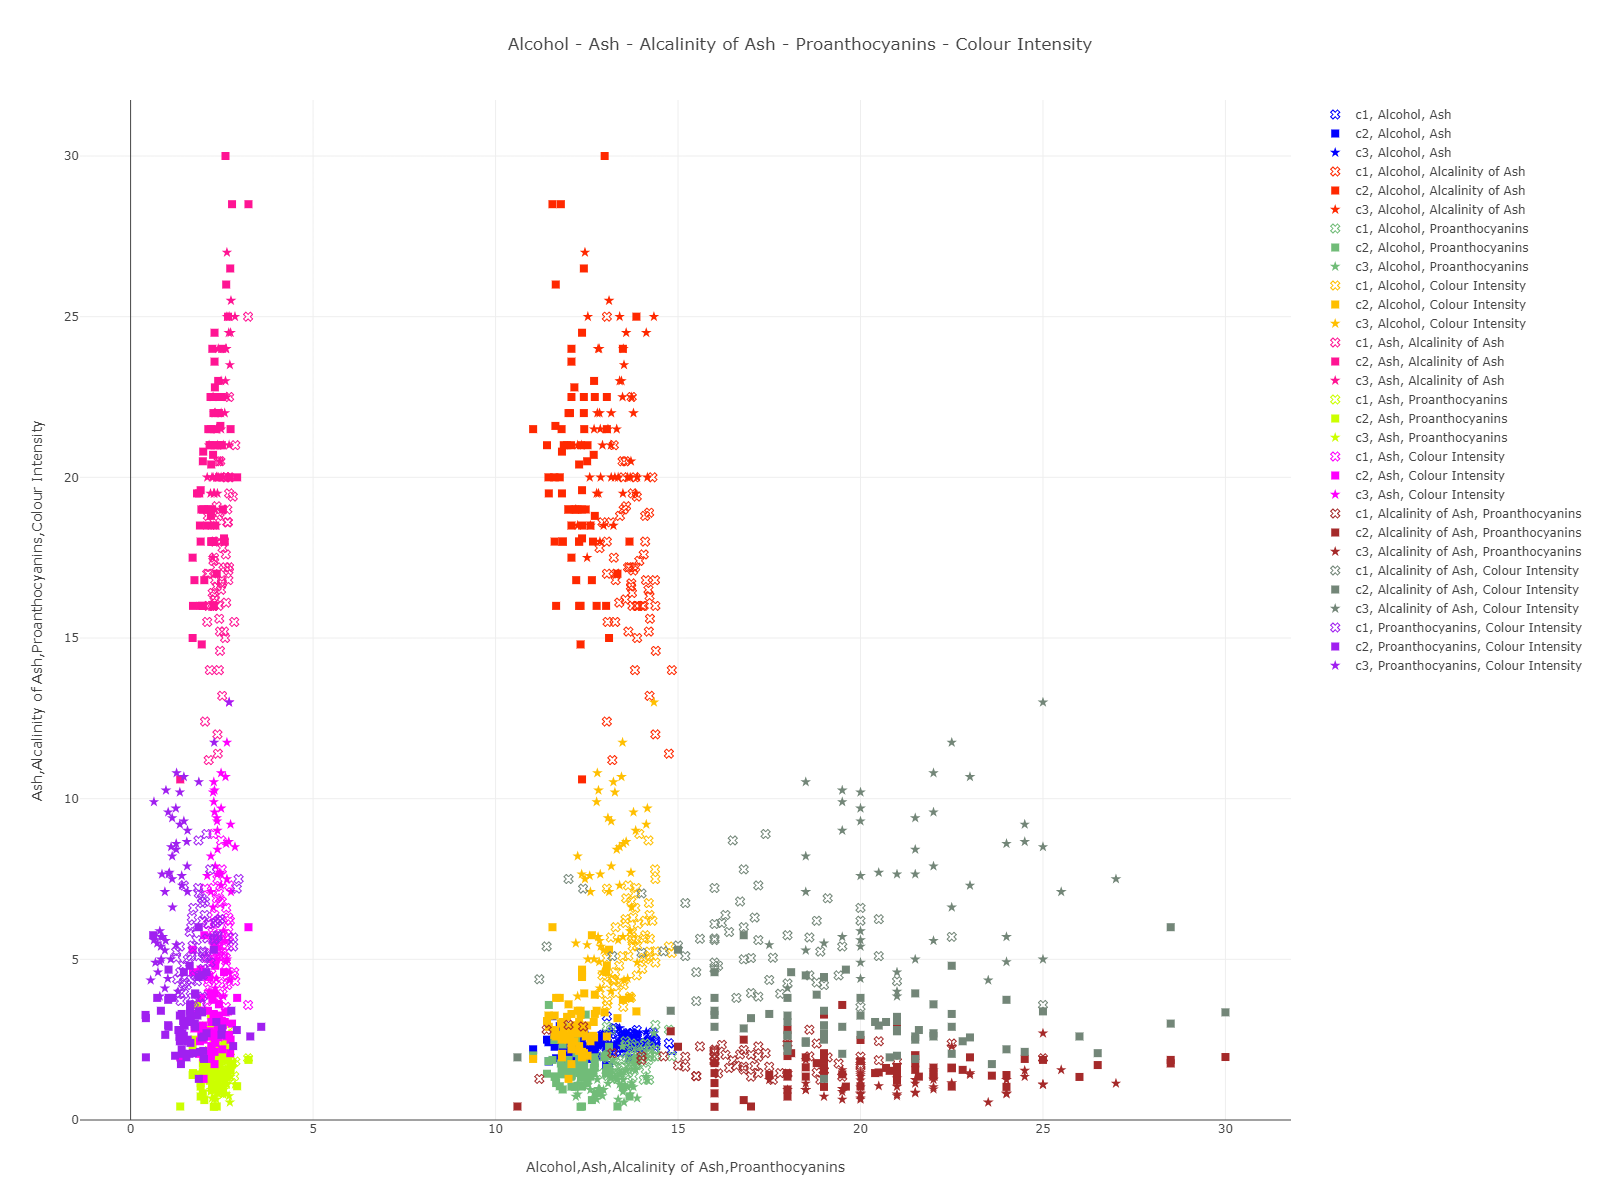 Alcohol - Ash - Alcalinity of Ash - Proanthocyanins - Colour Intensity
c1, Alcohol, Ash
c2, Alcohol, Ash
c3, Alcohol, Ash
c1, Alcohol, Alcalinity of Ash
c2, Alcohol, Alcalinity of Ash
c3, Alcohol, Alcalinity of Ash
c1, Alcohol, Proanthocyanins
c2, Alcohol, Proanthocyanins
c3, Alcohol, Proanthocyanins
c1, Alcohol, Colour Intensity
c2, Alcohol, Colour Intensity
c3, Alcohol, Colour Intensity
c1, Ash, Alcalinity of Ash
c2, Ash, Alcalinity of Ash
c3, Ash, Alcalinity of Ash
c1, Ash, Proanthocyanins
c2, Ash, Proanthocyanins
c3, Ash, Proanthocyanins
c1, Ash, Colour Intensity
c2, Ash, Colour Intensity
c3, Ash, Colour Intensity
c1, Alcalinity of Ash, Proanthocyanins
c2, Alcalinity of Ash, Proanthocyanins
c3, Alcalinity of Ash, Proanthocyanins
c1, Alcalinity of Ash, Colour Intensity
c2, Alcalinity of Ash, Colour Intensity
c3, Alcalinity of Ash, Colour Intensity
c1, Proanthocyanins, Colour Intensity
c2, Proanthocyanins, Colour Intensity
c3, Proanthocyanins, Colour Intensity
Ash,Alcalinity of Ash,Proanthocyanins,Colour Intensity
30
25
20
15
10
5
0
0 5 10 15 20 25 30
Alcohol,Ash,Alcalinity of Ash,Proanthocyanins